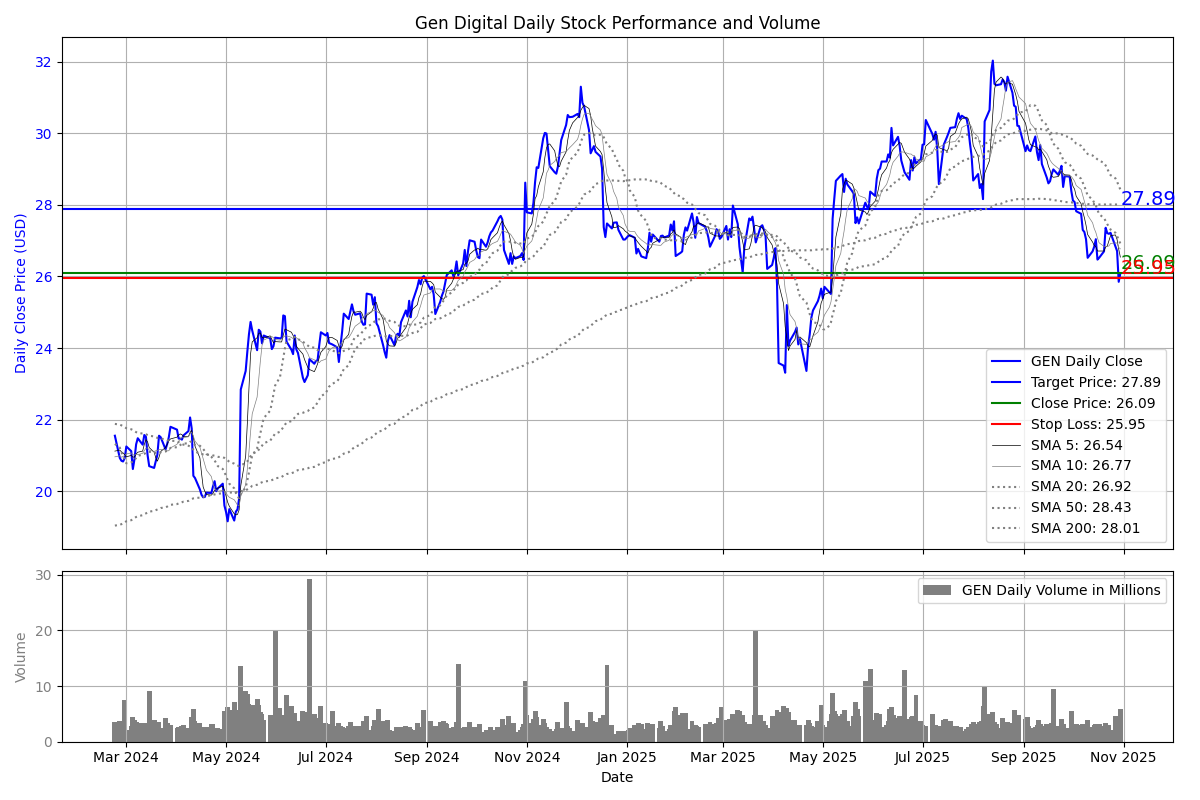 Gen Digital Daily Stock Performance and Volume
Daily Close Price (USD)
32
30
28
26
24
22
20
27.89
26.09
25.95
GEN Daily Close
Target Price: 27.89
Close Price: 26.09
Stop Loss: 25.95
SMA 5: 26.54
SMA 10: 26.77
SMA 20: 26.92
SMA 50: 28.43
SMA 200: 28.01
Volume
30
20
10
0
GEN Daily Volume in Millions
Mar 2024 May 2024 Jul 2024 Sep 2024 Nov 2024 Jan 2025 Mar 2025 May 2025 Jul 2025 Sep 2025 Nov 2025
Date